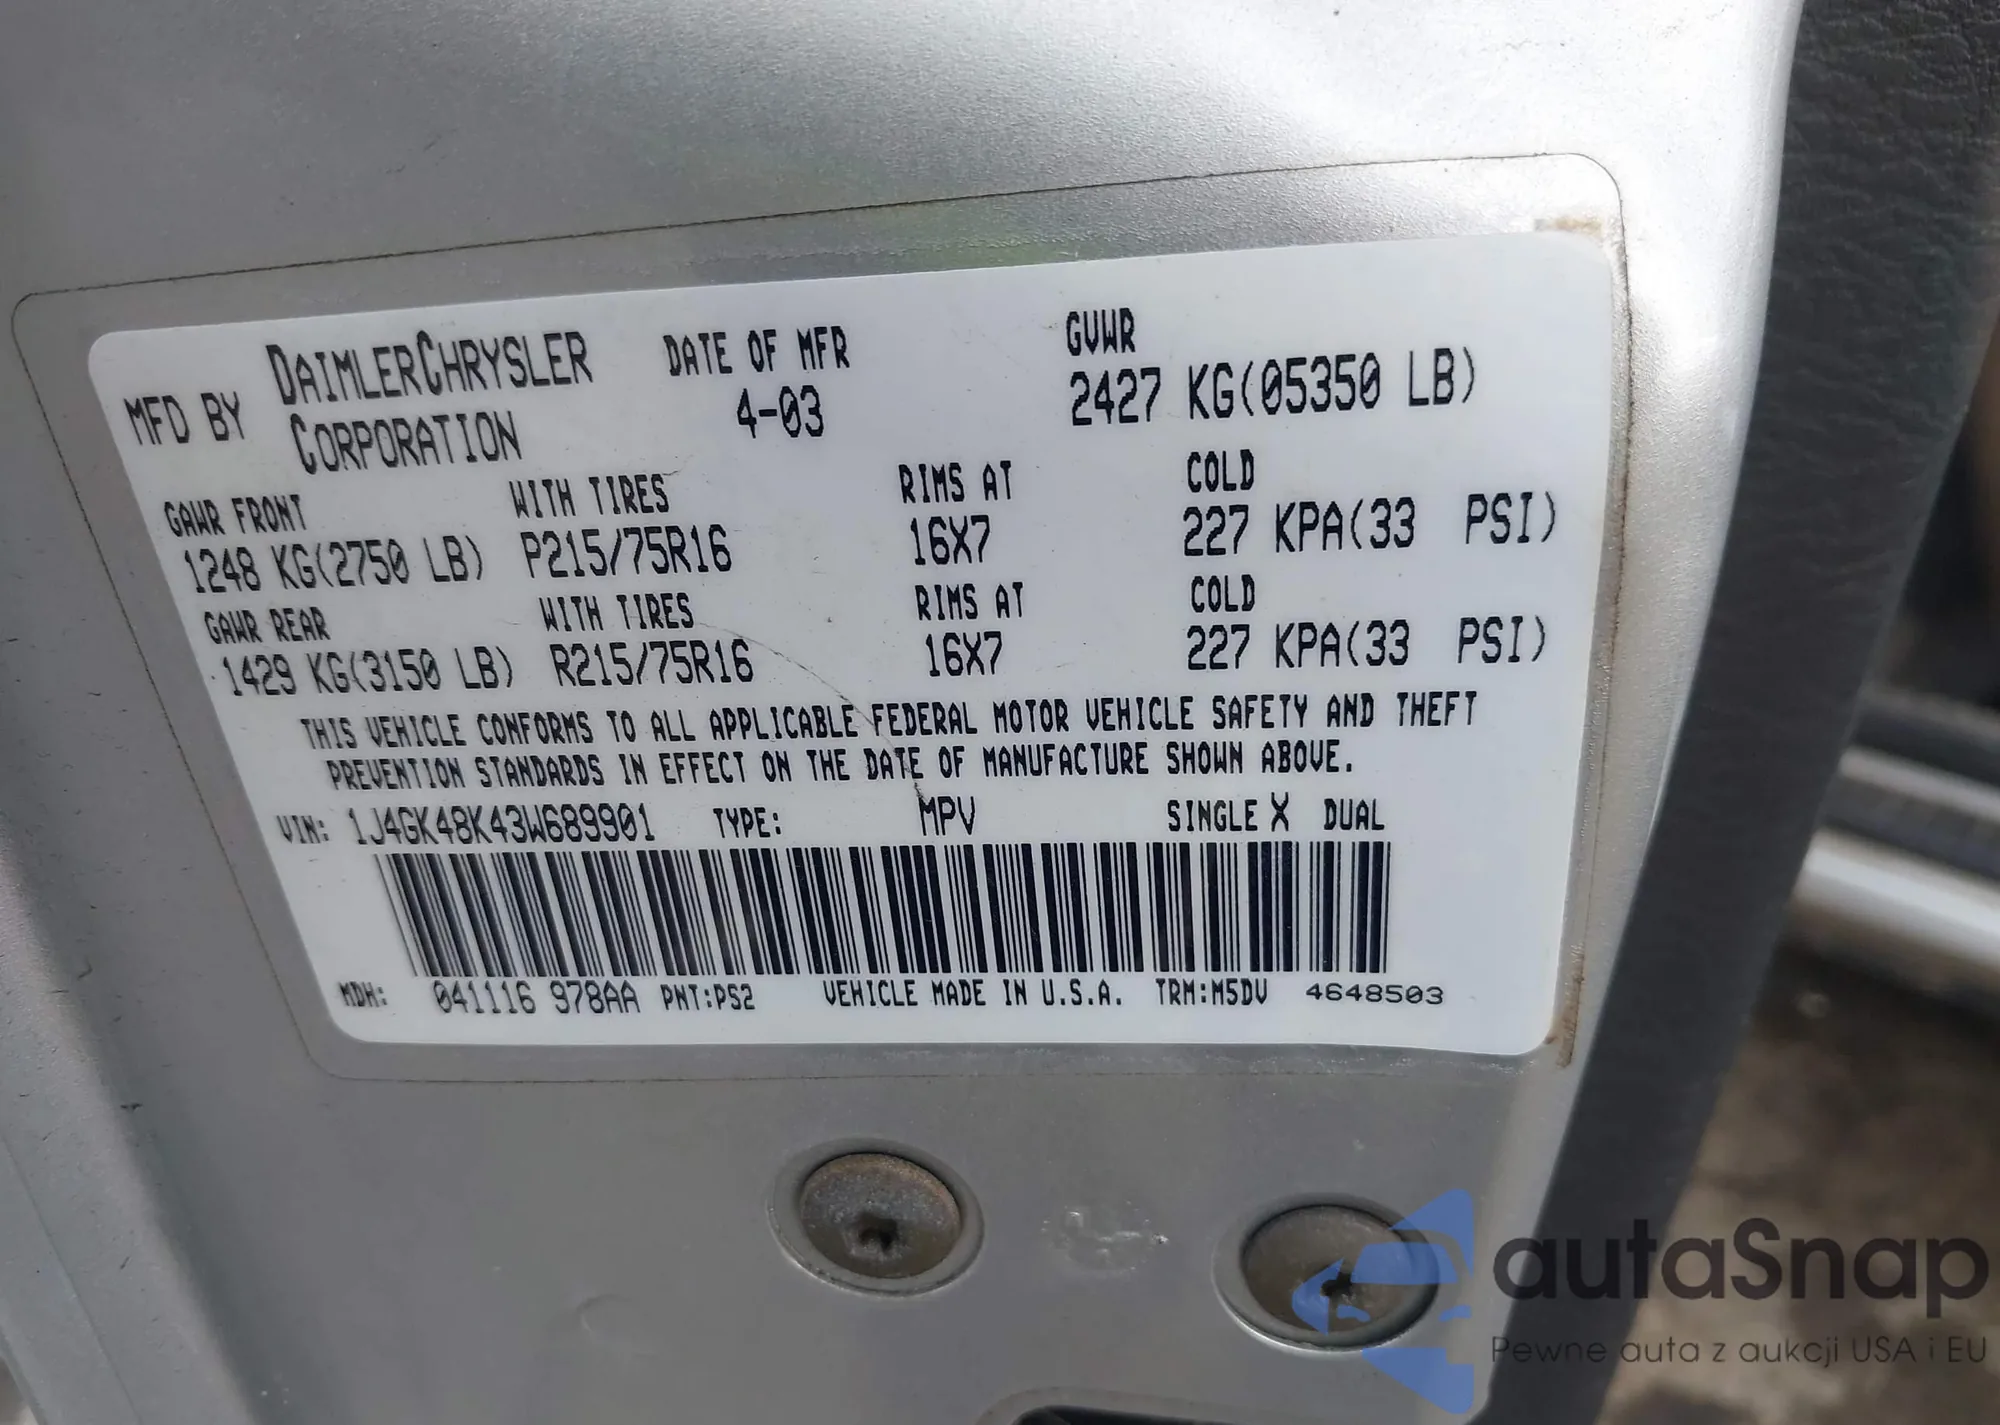 MFD BY DAIMLERCHRYSLER CORPORATION DATE OF MFR 4-03 GVWR 2427 KG(05350 LB)
GAWR FRONT WITH TIRES RIMS AT COLD
1248 KG(2750 LB) P215/75R16 16X7 227 KPA(33 PSI)
GAWR REAR WITH TIRES RIMS AT COLD
1429 KG(3150 LB) R215/75R16 16X7 227 KPA(33 PSI)
THIS VEHICLE CONFORMS TO ALL APPLICABLE FEDERAL MOTOR VEHICLE SAFETY AND THEFT
PREVENTION STANDARDS IN EFFECT ON THE DATE OF MANUFACTURE SHOWN ABOVE.
VIN: 1J4GK48K43W689901 TYPE: MPV SINGLE X DUAL
MDH: 041116 978AA PNT:PS2 VEHICLE MADE IN U.S.A. TRM:M5DV 4648503
autaSnap
Pewne auta z aukcji USA i EU